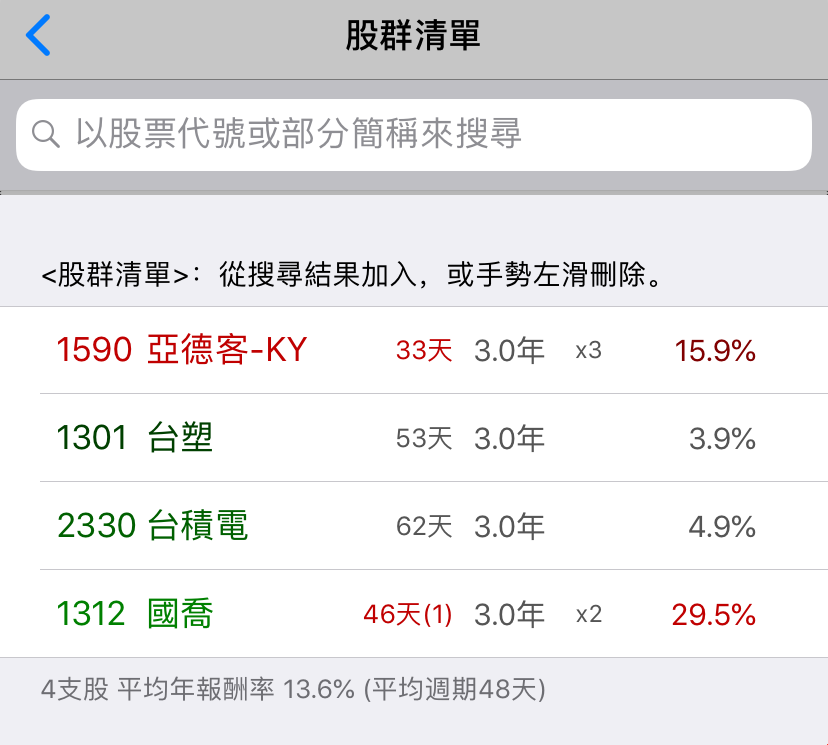 股群清單
以股票代號或部分簡稱來搜尋
<股群清單>：從搜尋結果加入，或手勢左滑刪除。
1590 亞德客-KY 33天 3.0年 x3 15.9%
1301 台塑 53天 3.0年 3.9%
2330 台積電 62天 3.0年 4.9%
1312 國喬 46天(1) 3.0年 x2 29.5%
4支股 平均年報酬率 13.6% (平均週期48天)